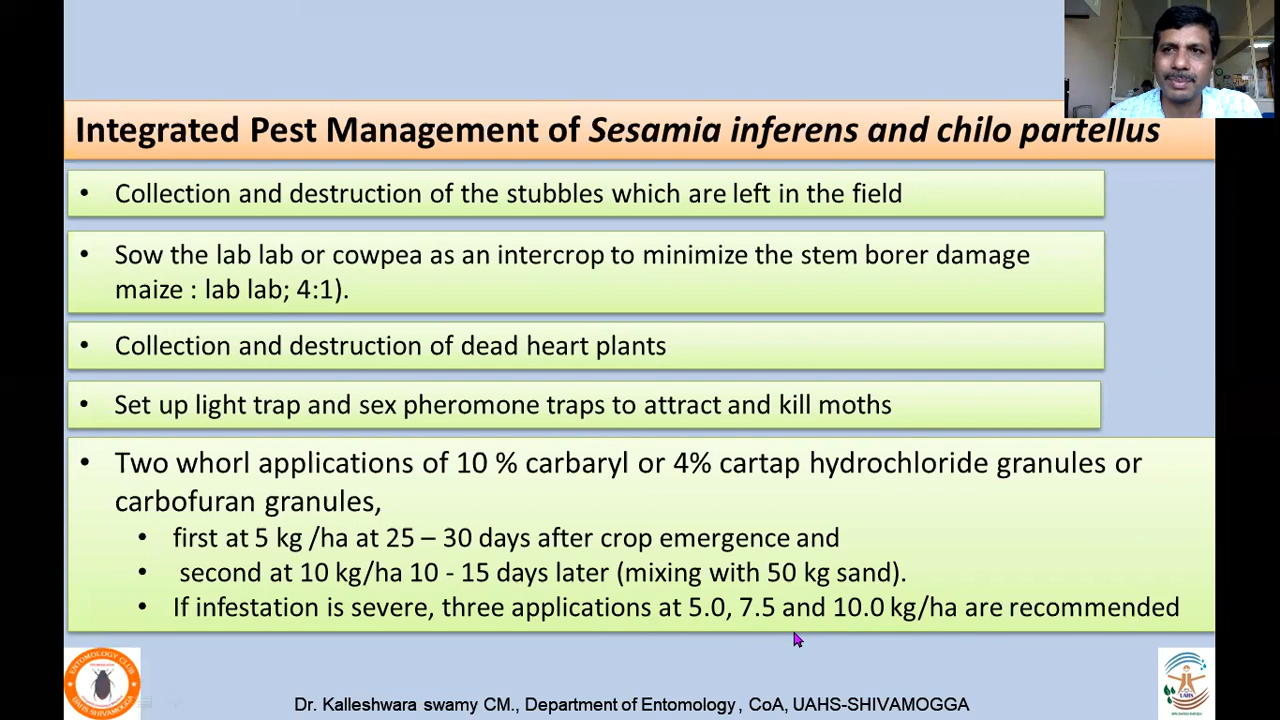 Integrated Pest Management of Sesamia inferens and chilo partellus
• Collection and destruction of the stubbles which are left in the field
• Sow the lab lab or cowpea as an intercrop to minimize the stem borer damage
maize : lab lab; 4:1).
• Collection and destruction of dead heart plants
• Set up light trap and sex pheromone traps to attract and kill moths
• Two whorl applications of 10 % carbaryl or 4% cartap hydrochloride granules or
carbofuran granules,
• first at 5 kg /ha at 25 – 30 days after crop emergence and
• second at 10 kg/ha 10 - 15 days later (mixing with 50 kg sand).
• If infestation is severe, three applications at 5.0, 7.5 and 10.0 kg/ha are recommended
ENTOMOLOGY CLUB
UAHS SHIVAMOGGA
UAHS
Dr. Kalleshwara swamy CM., Department of Entomology , CoA, UAHS-SHIVAMOGGA